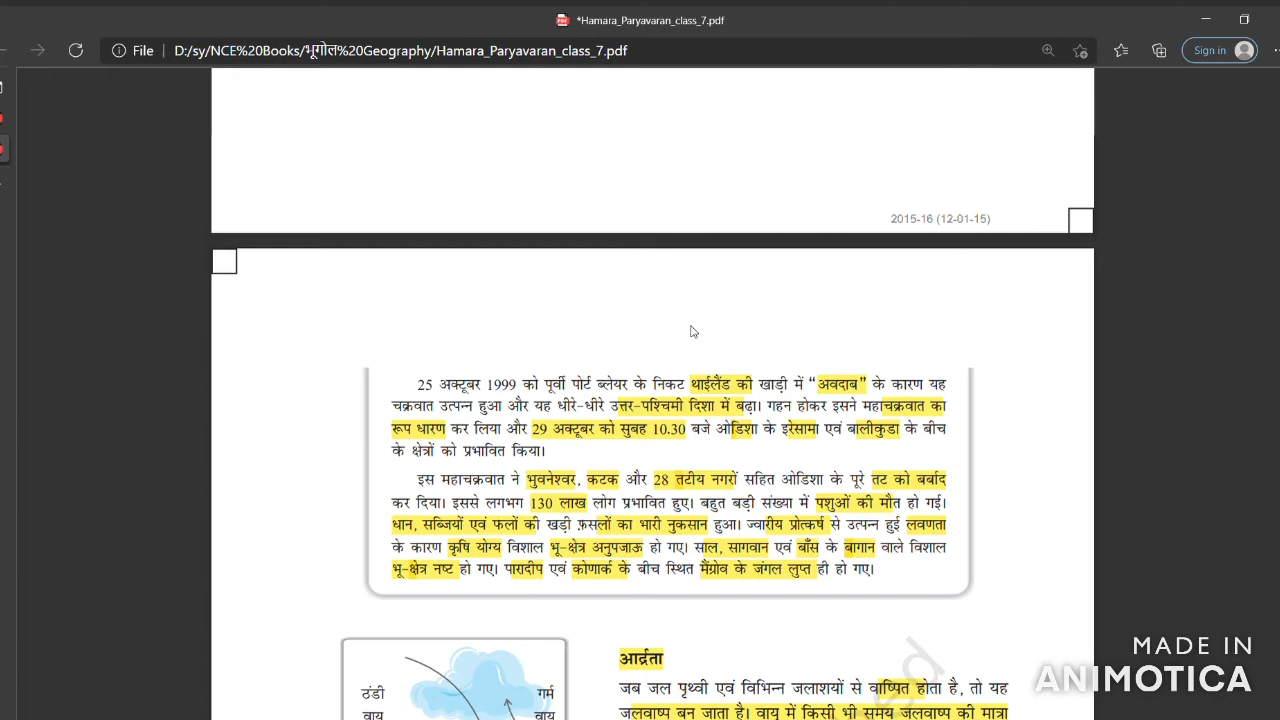 *Hamara_Paryavaran_class_7.pdf
File D:/sy/NCE%20Books/भूगोल%20Geography/Hamara_Paryavaran_class_7.pdf
Sign in
2015-16 (12-01-15)
25 अक्टूबर 1999 को पूर्वी पोर्ट ब्लेयर के निकट थाईलैंड की खाड़ी में “अवदाब” के कारण यह
चक्रवात उत्पन्न हुआ और यह धीरे-धीरे उत्तर-पश्चिमी दिशा में बढ़ा। गहन होकर इसने महाचक्रवात का
रूप धारण कर लिया और 29 अक्टूबर को सुबह 10.30 बजे ओडिशा के इरेसामा एवं बालीकुडा के बीच
के क्षेत्रों को प्रभावित किया।
इस महाचक्रवात ने भुवनेश्वर, कटक और 28 तटीय नगरों सहित ओडिशा के पूरे तट को बर्बाद
कर दिया। इससे लगभग 130 लाख लोग प्रभावित हुए। बहुत बड़ी संख्या में पशुओं की मौत हो गई।
धान, सब्जियों एवं फलों की खड़ी फ़सलों का भारी नुकसान हुआ। ज्वारीय प्रोत्कर्ष से उत्पन्न हुई लवणता
के कारण कृषि योग्य विशाल भू-क्षेत्र अनुपजाऊ हो गए। साल, सागवान एवं बाँस के बागान वाले विशाल
भू-क्षेत्र नष्ट हो गए। पारादीप एवं कोणार्क के बीच स्थित मैंग्रोव के जंगल लुप्त ही हो गए।
ठंडी
वायु
गर्म
वायु
आर्द्रता
जब जल पृथ्वी एवं विभिन्न जलाशयों से वाष्पित होता है, तो यह
जलवाष्प बन जाता है। वायु में किसी भी समय जलवाष्प की मात्रा
MADE IN
ANIMOTICA